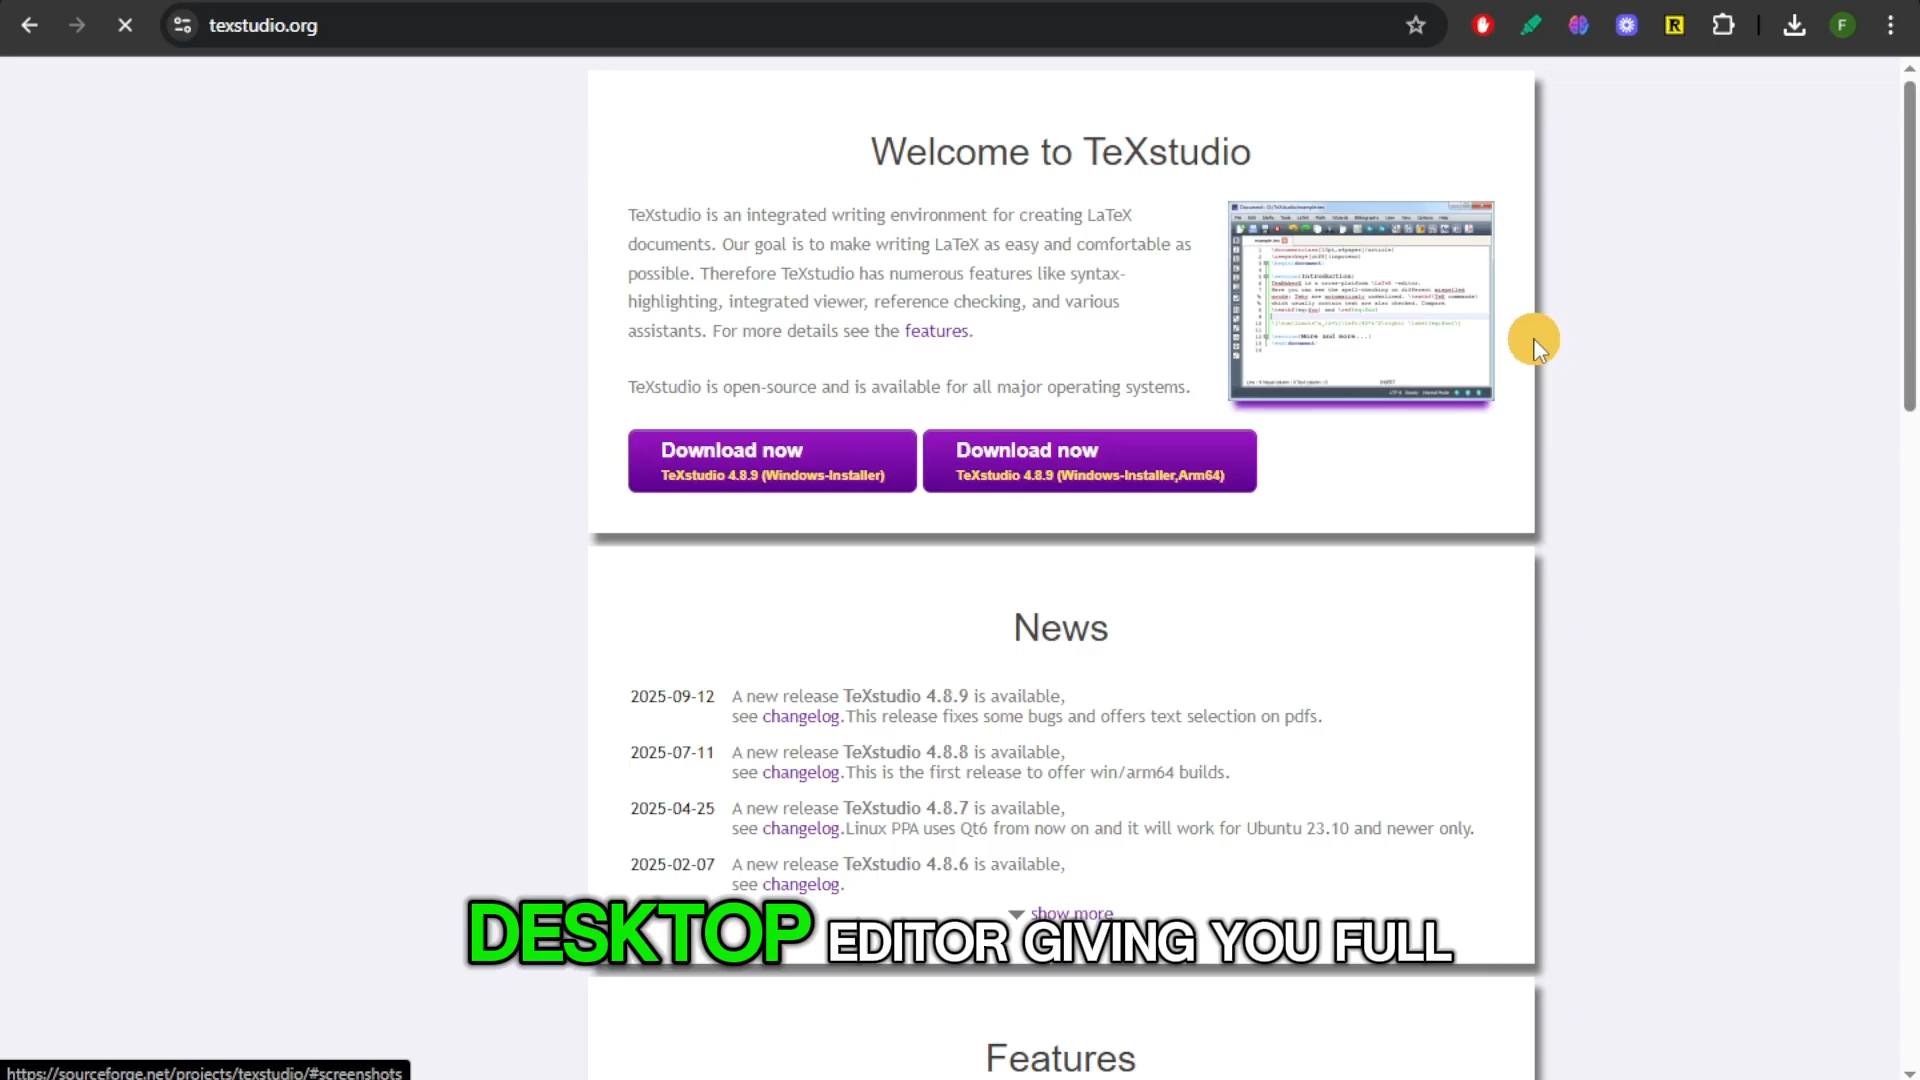 texstudio.org
F
Welcome to TeXstudio
TeXstudio is an integrated writing environment for creating LaTeX
documents. Our goal is to make writing LaTeX as easy and comfortable as
possible. Therefore TeXstudio has numerous features like syntax-
highlighting, integrated viewer, reference checking, and various
assistants. For more details see the features.
TeXstudio is open-source and is available for all major operating systems.
Download now
TeXstudio 4.8.9 (Windows-Installer)
Download now
TeXstudio 4.8.9 (Windows-Installer,Arm64)
News
2025-09-12 A new release TeXstudio 4.8.9 is available,
see changelog.This release fixes some bugs and offers text selection on pdfs.
2025-07-11 A new release TeXstudio 4.8.8 is available,
see changelog.This is the first release to offer win/arm64 builds.
2025-04-25 A new release TeXstudio 4.8.7 is available,
see changelog.Linux PPA uses Qt6 from now on and it will work for Ubuntu 23.10 and newer only.
2025-02-07 A new release TeXstudio 4.8.6 is available,
see changelog.
show more
DESKTOP EDITOR GIVING YOU FULL
Features
https://sourceforge.net/projects/texstudio/#screenshots